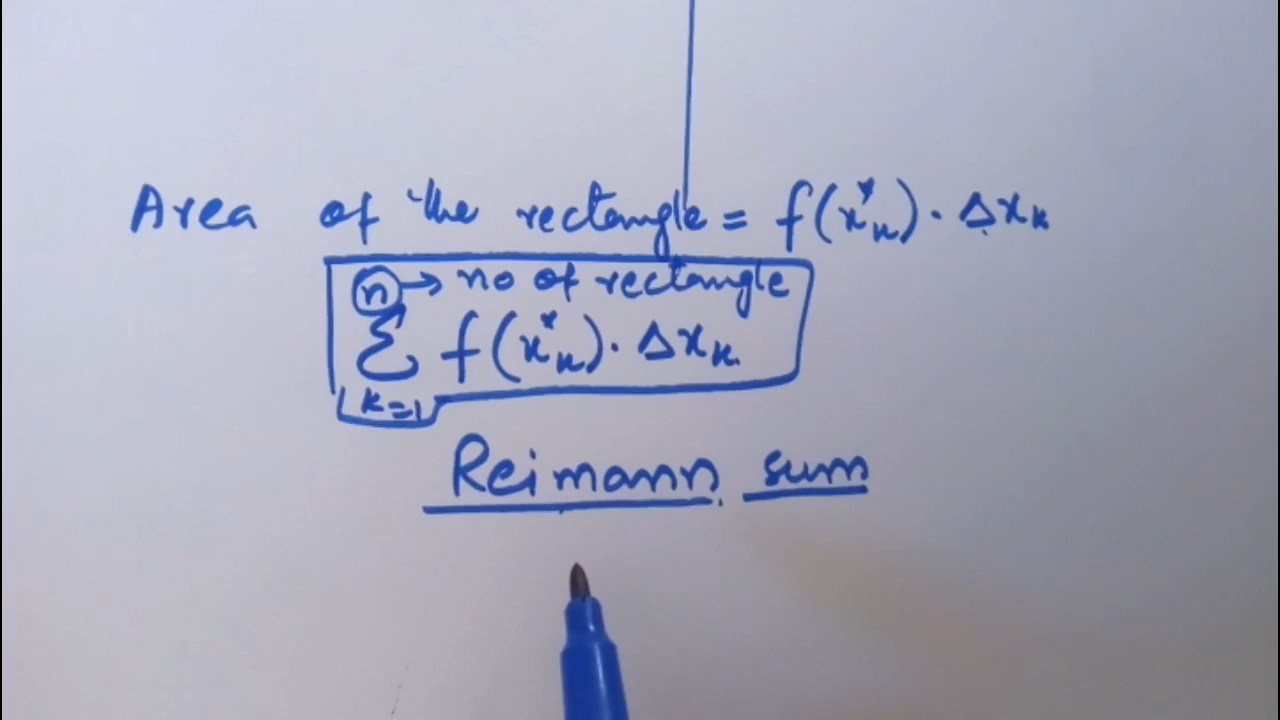 Area of the rectangle = f(x*ₖ) · Δxₖ
n → no of rectangle
Σ f(x*ₖ) · Δxₖ
k=1
Reimann sum